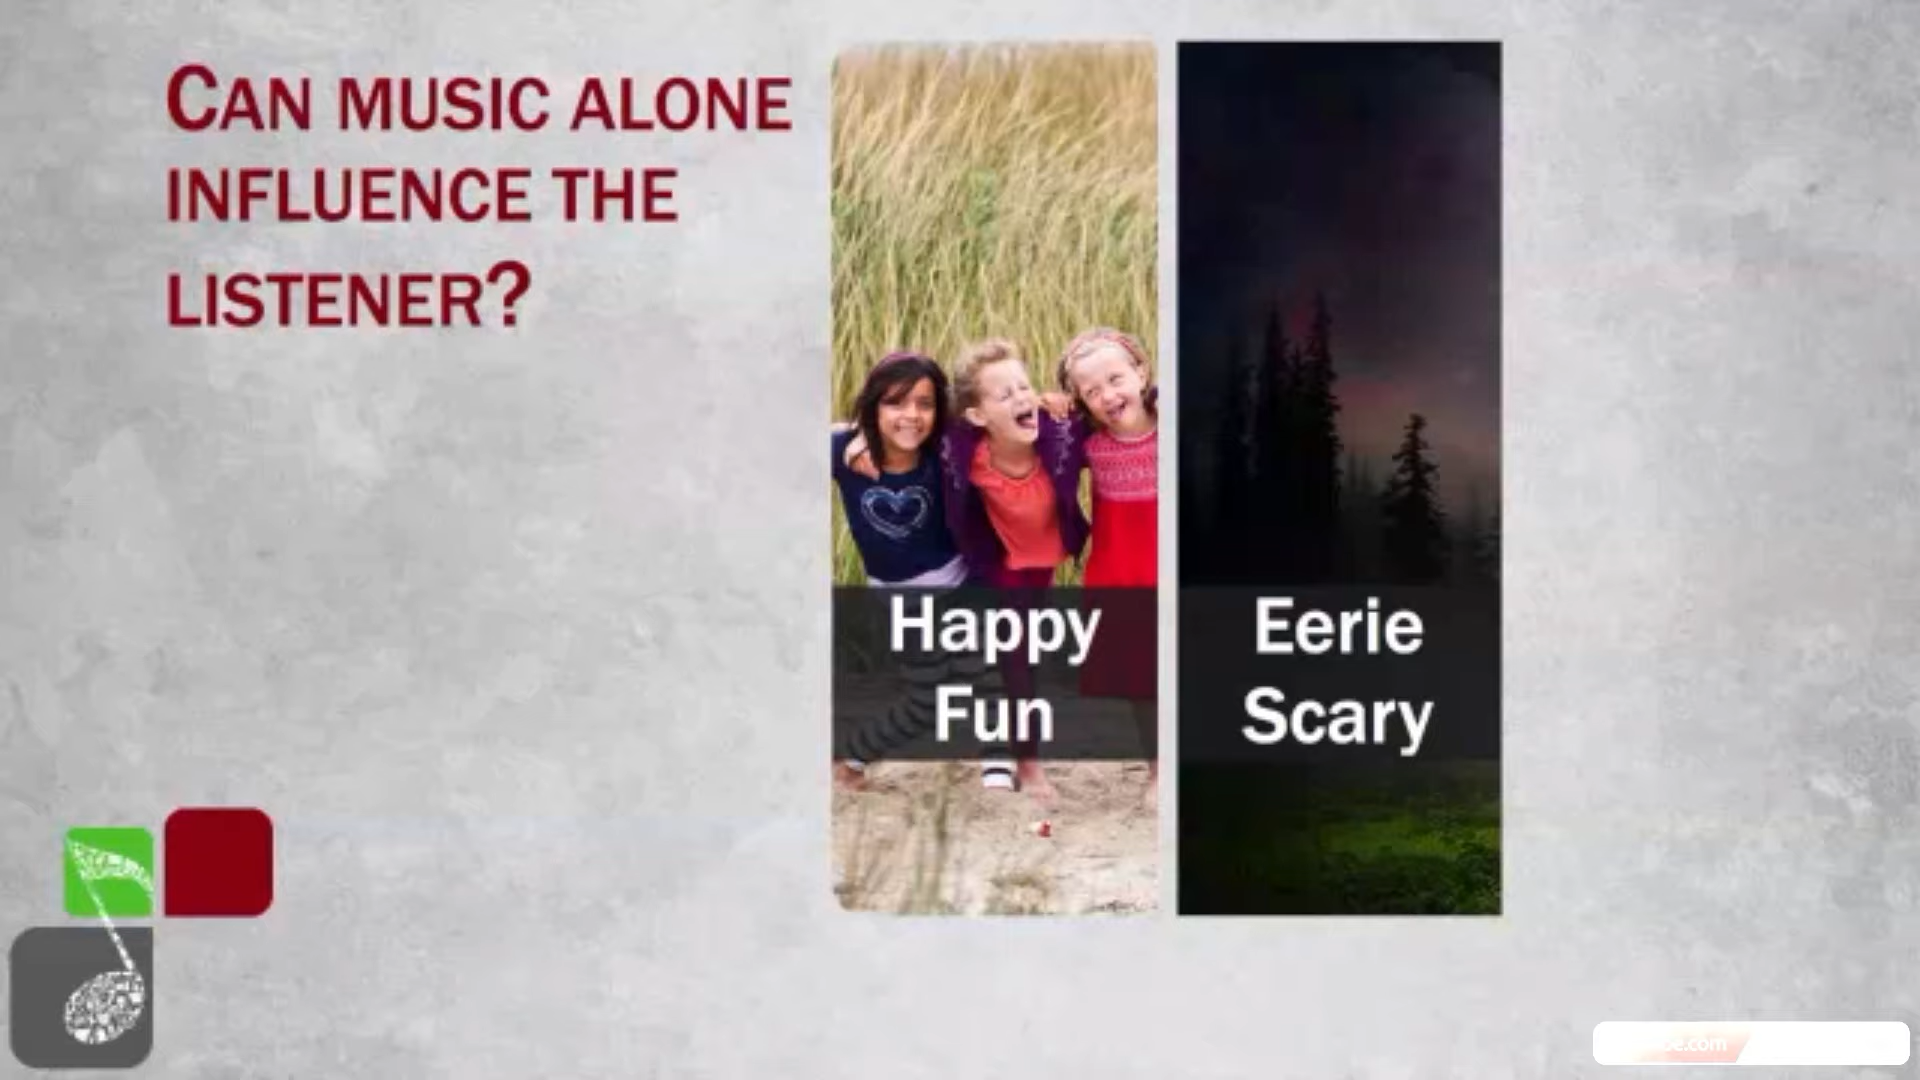 CAN MUSIC ALONE
INFLUENCE THE
LISTENER?
Happy
Fun
Eerie
Scary